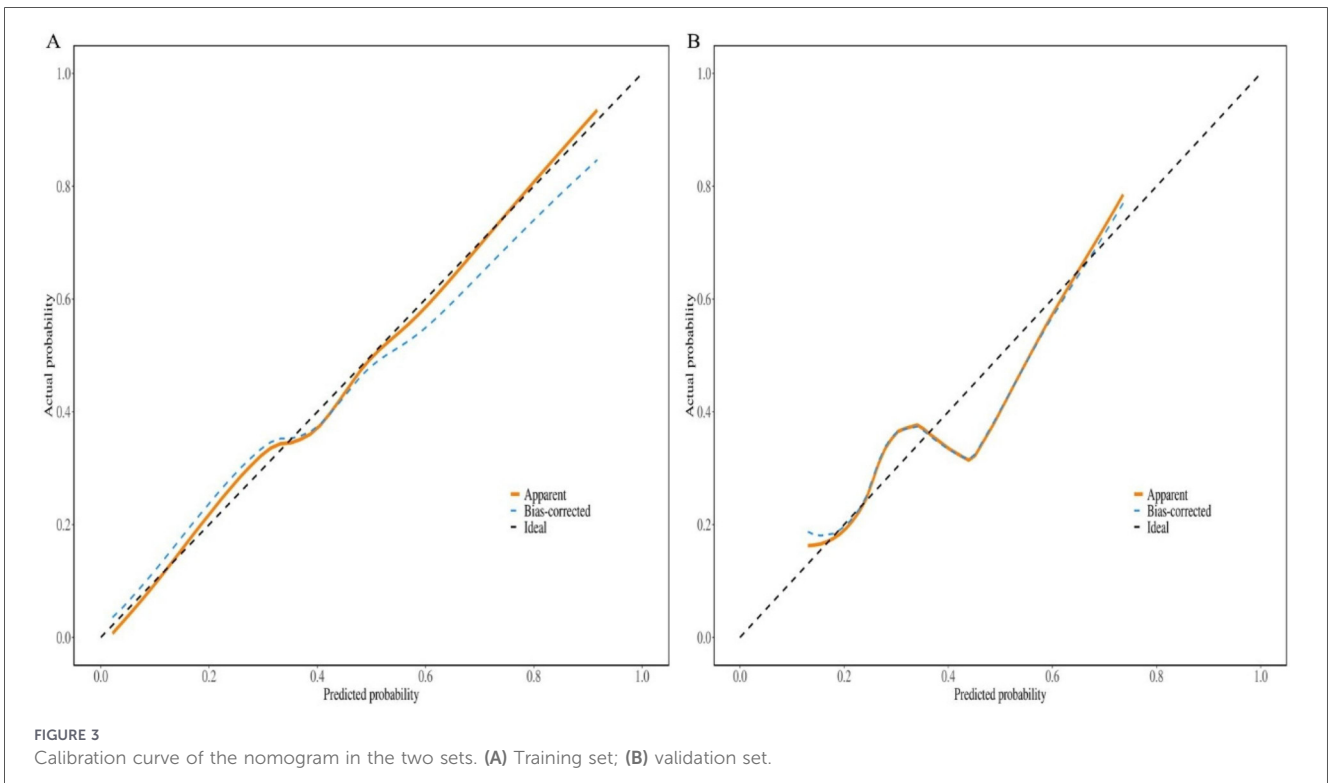 A
B
1.0
0.8
0.6
0.4
0.2
0.0
Actual probability
Apparent
Bias-corrected
Ideal
0.0 0.2 0.4 0.6 0.8 1.0
Predicted probability
1.0
0.8
0.6
0.4
0.2
0.0
Actual probability
Apparent
Bias-corrected
Ideal
0.0 0.2 0.4 0.6 0.8 1.0
Predicted probability
FIGURE 3
Calibration curve of the nomogram in the two sets. (A) Training set; (B) validation set.